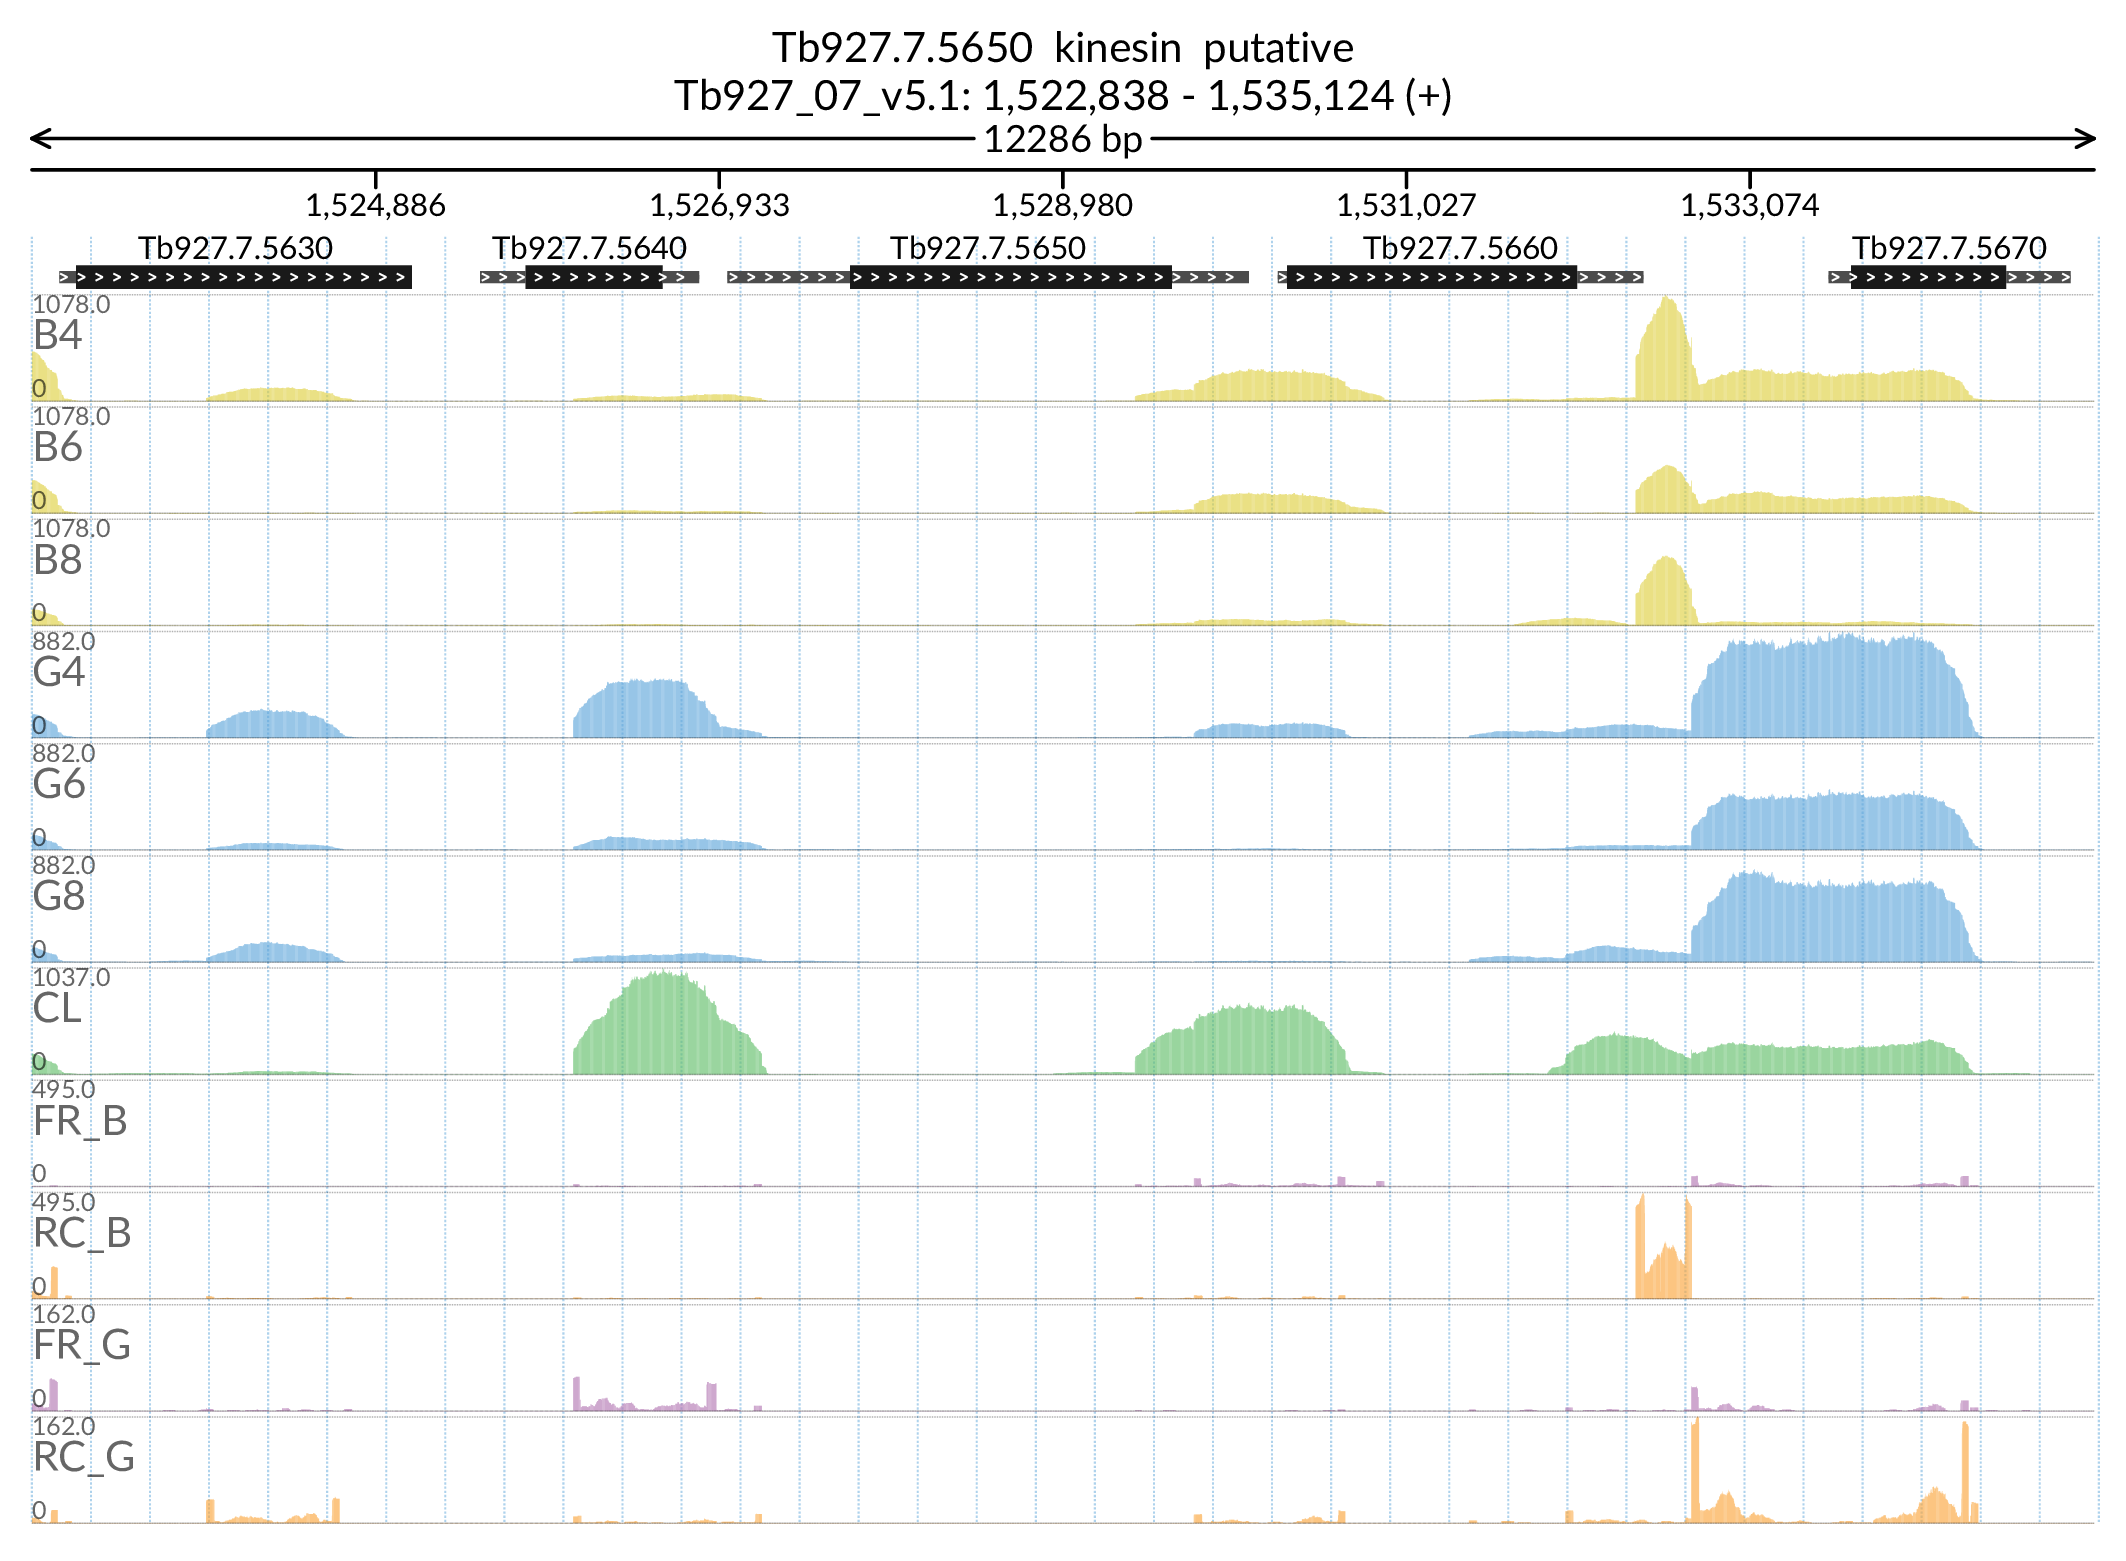 Tb927.7.5650 kinesin putative
Tb927_07_v5.1: 1,522,838 - 1,535,124 (+)
12286 bp
1,524,886 1,526,933 1,528,980 1,531,027 1,533,074
Tb927.7.5630 Tb927.7.5640 Tb927.7.5650 Tb927.7.5660 Tb927.7.5670
1078.0
B4
0
1078.0
B6
0
1078.0
B8
0
882.0
G4
0
882.0
G6
0
882.0
G8
0
1037.0
CL
0
495.0
FR_B
0
495.0
RC_B
0
162.0
FR_G
0
162.0
RC_G
0